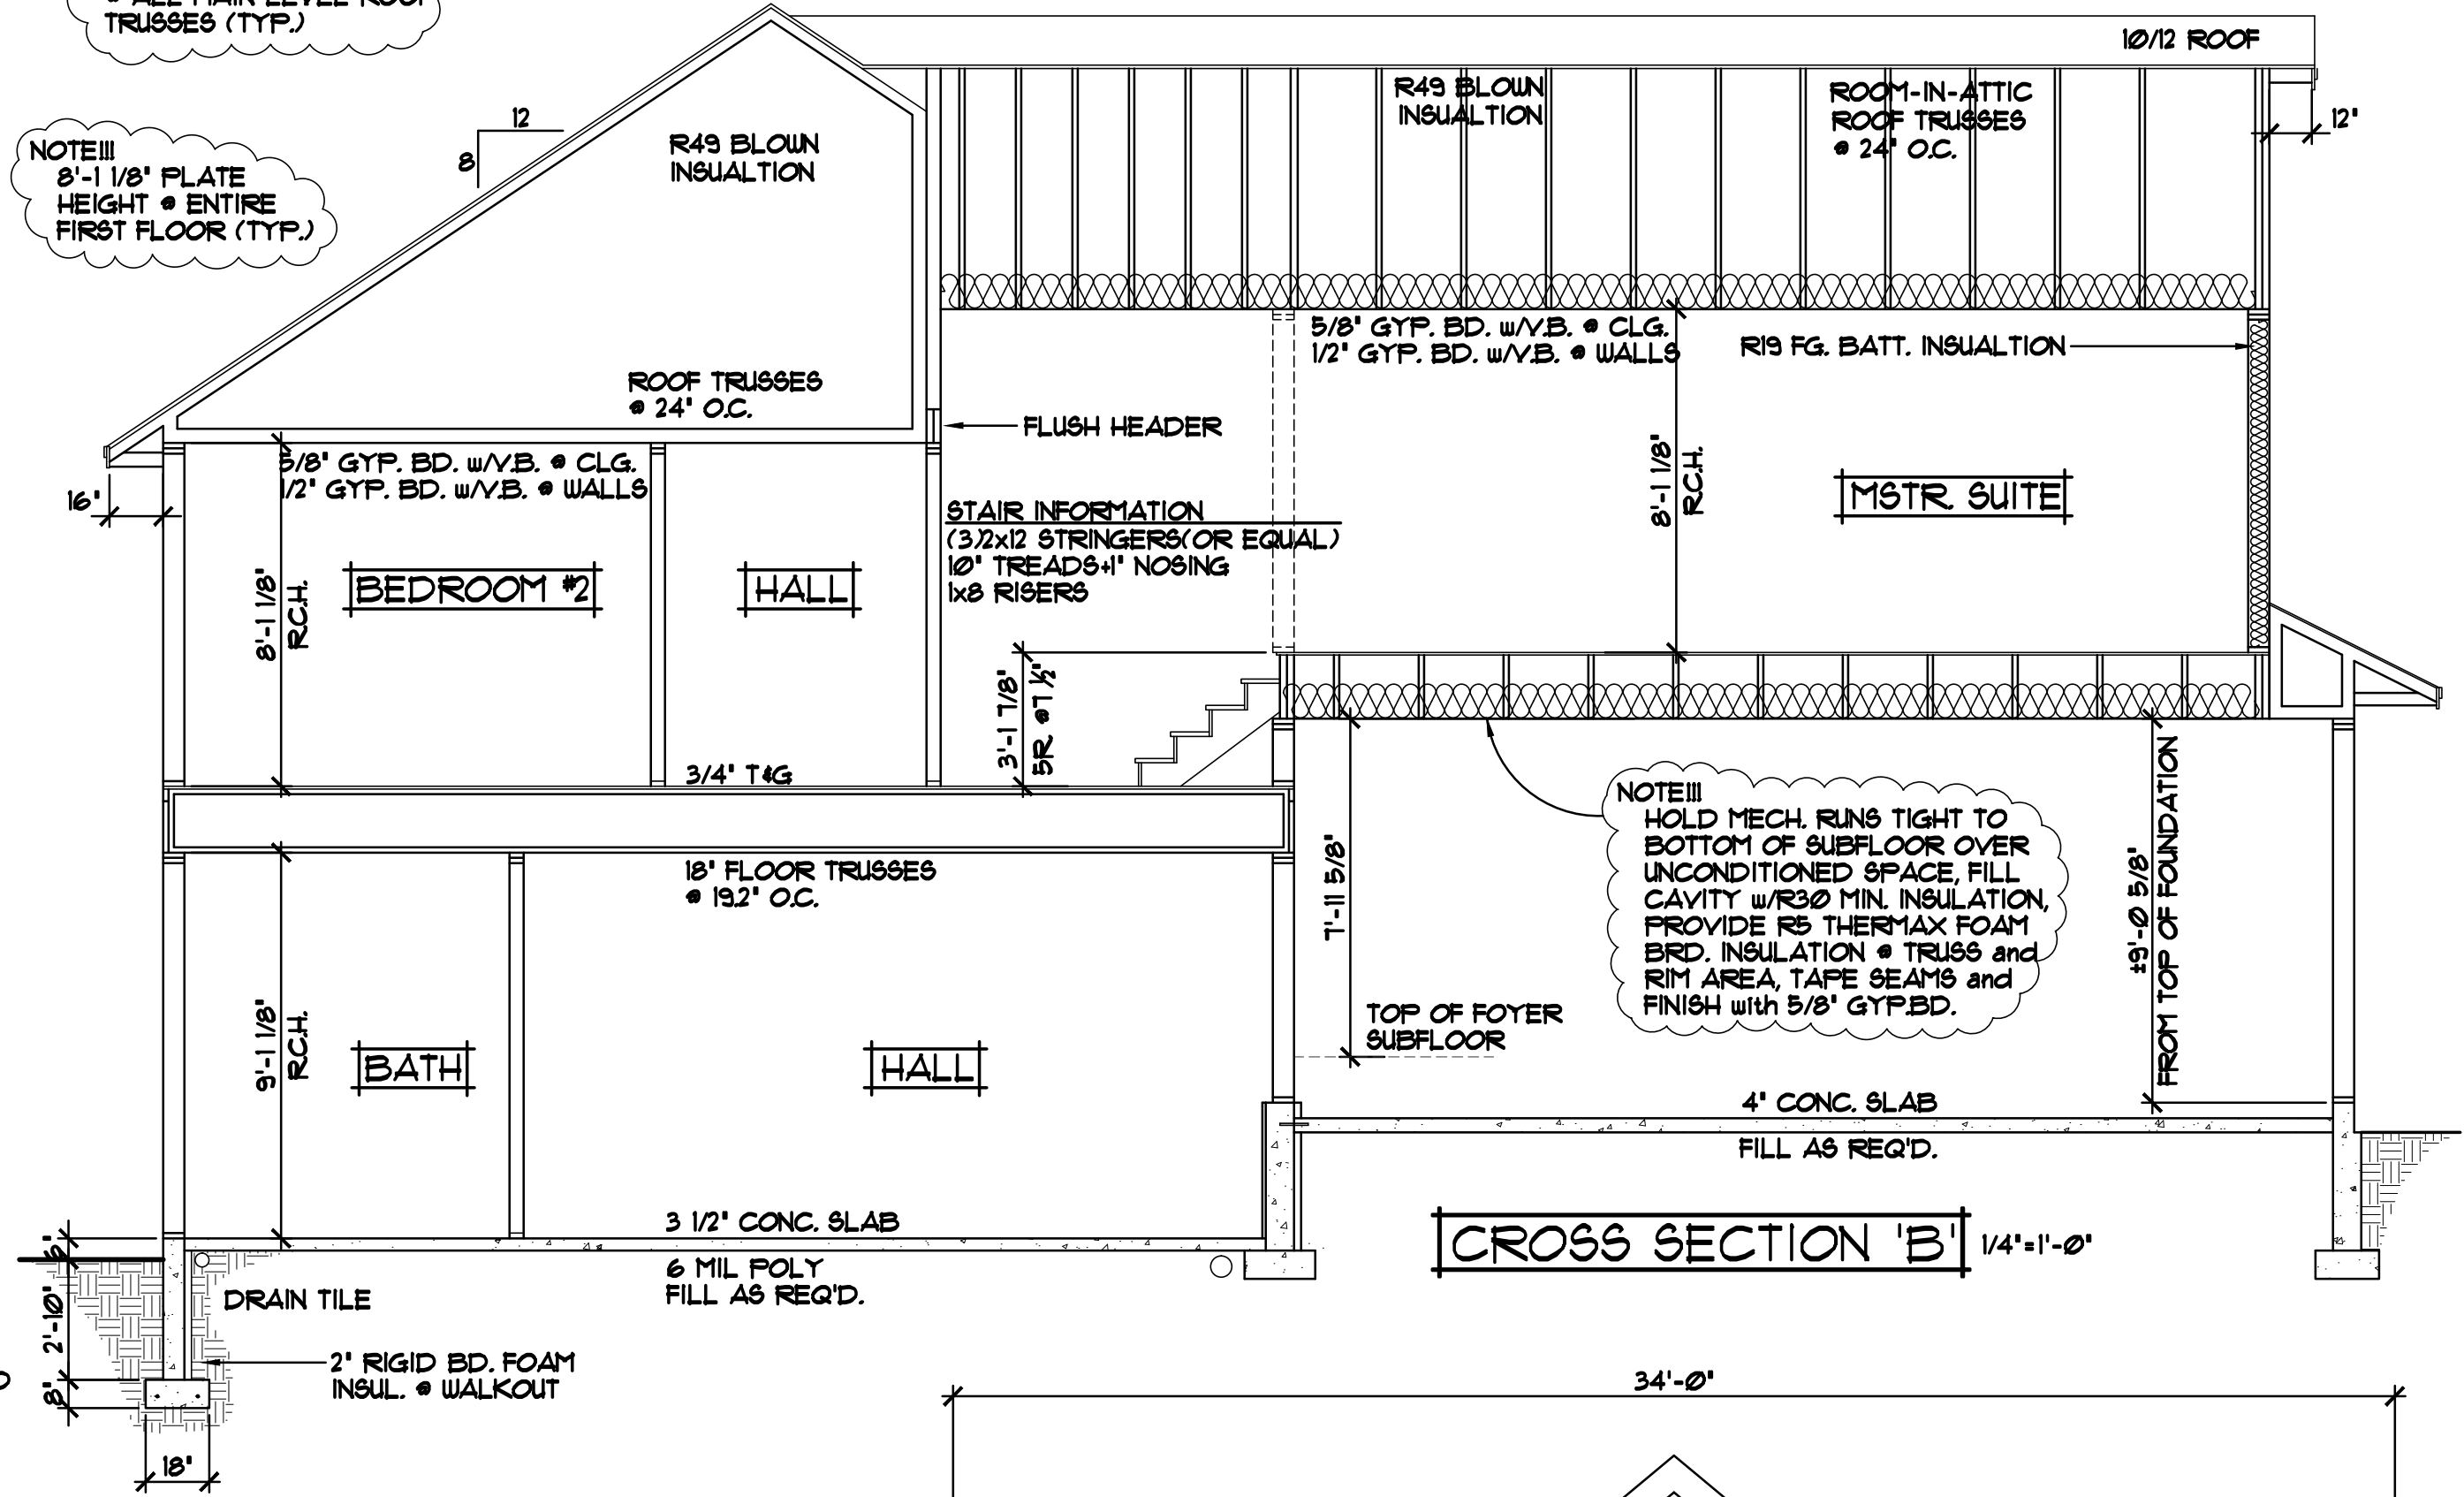 @ ALL MAIN LEVEL ROOF
TRUSSES (TYP.)
NOTE!!!
8'-1 1/8" PLATE
HEIGHT @ ENTIRE
FIRST FLOOR (TYP.)
12
8
R49 BLOWN
INSUALTION
R49 BLOWN
INSUALTION
10/12 ROOF
ROOM-IN-ATTIC
ROOF TRUSSES
@ 24" O.C.
12"
ROOF TRUSSES
@ 24" O.C.
5/8" GYP. BD. w/V.B. @ CLG.
1/2" GYP. BD. w/V.B. @ WALLS
R19 FG. BATT. INSUALTION
FLUSH HEADER
5/8" GYP. BD. w/V.B. @ CLG.
1/2" GYP. BD. w/V.B. @ WALLS
16"
8'-1 1/8"
R.C.H.
MSTR. SUITE
STAIR INFORMATION
(3)2x12 STRINGERS(OR EQUAL)
10" TREADS+1" NOSING
1x8 RISERS
8'-1 1/8"
R.C.H.
BEDROOM #2
HALL
3'-1 7/8"
5R. @7 ½"
3/4" T&G
18" FLOOR TRUSSES
@ 19.2" O.C.
7'-11 5/8"
NOTE!!!
HOLD MECH. RUNS TIGHT TO
BOTTOM OF SUBFLOOR OVER
UNCONDITIONED SPACE, FILL
CAVITY w/R30 MIN. INSULATION,
PROVIDE R5 THERMAX FOAM
BRD. INSULATION @ TRUSS and
RIM AREA, TAPE SEAMS and
FINISH with 5/8" GYP.BD.
±9'-0 5/8"
FROM TOP OF FOUNDATION
TOP OF FOYER
SUBFLOOR
9'-1 1/8"
R.C.H.
BATH
HALL
4" CONC. SLAB
FILL AS REQ'D.
3 1/2" CONC. SLAB
6 MIL POLY
FILL AS REQ'D.
CROSS SECTION 'B'
1/4"=1'-0"
6"
2'-10"
8"
DRAIN TILE
2" RIGID BD. FOAM
INSUL. @ WALKOUT
18"
34'-0"